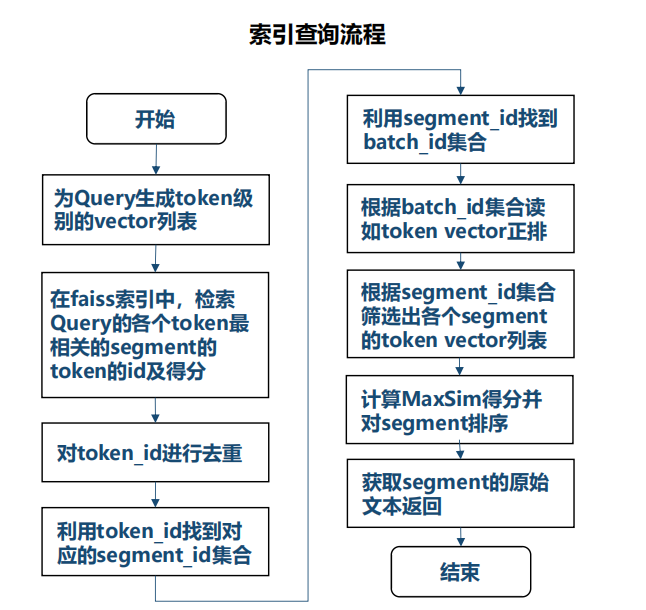 索引查询流程
开始
为Query生成token级
别的vector列表
在faiss索引中，检索
Query的各个token最
相关的segment的
token的id及得分
对token_id进行去重
利用token_id找到对
应的segment_id集合
利用segment_id找到
batch_id集合
根据batch_id集合读
如token vector正排
根据segment_id集合
筛选出各个segment
的token vector列表
计算MaxSim得分并
对segment排序
获取segment的原始
文本返回
结束